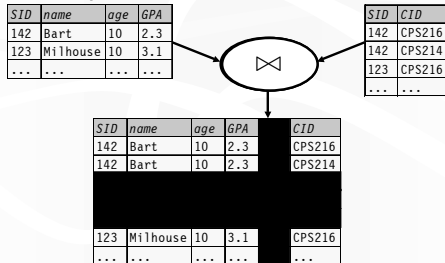 SID name age GPA
142 Bart 10 2.3
123 Milhouse 10 3.1
... ... ... ...
SID CID
142 CPS216
142 CPS214
123 CPS216
... ...
⋈
SID name age GPA CID
142 Bart 10 2.3 CPS216
142 Bart 10 2.3 CPS214
123 Milhouse 10 3.1 CPS216
... ... ... ... ...